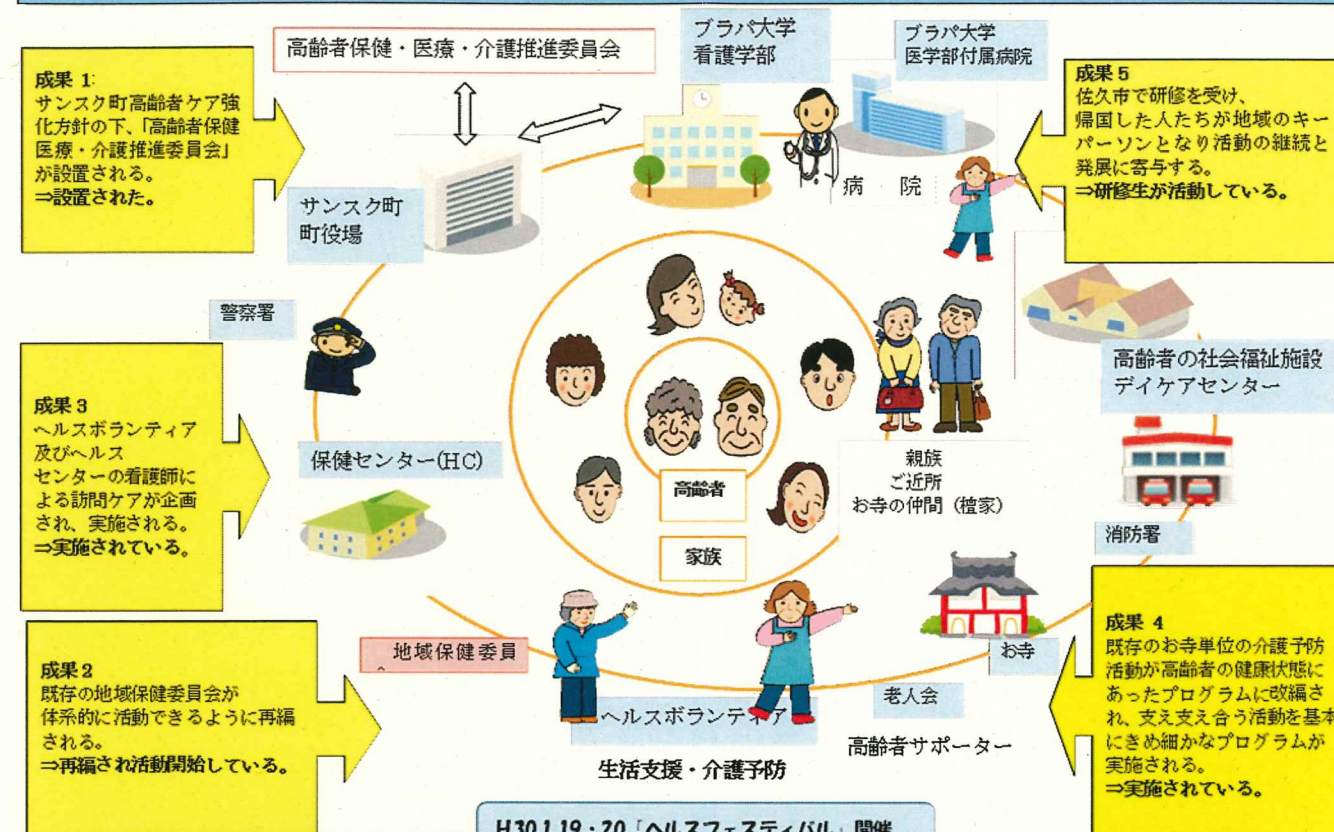 高齢者保健・医療・介護推進委員会
ブラパ大学
看護学部
ブラパ大学
医学部付属病院
成果 1:
サンスク町高齢者ケア強
化方針の下、「高齢者保健
医療・介護推進委員会」
が設置される。
⇒設置された。
成果5
佐久市で研修を受け、
帰国した人たちが地域のキー
パーソンとなり活動の継続と
発展に寄与する。
⇒研修生が活動している。
病 院
サンスク町
町役場
警察署
高齢者の社会福祉施設
デイケアセンター
成果3
ヘルスボランティア
及びヘルス
センターの看護師に
よる訪問ケアが企画
され、実施される。
⇒実施されている。
保健センター(HC)
高齢者
家族
親族
ご近所
お寺の仲間(檀家)
消防署
お寺
成果 4
既存のお寺単位の介護予防
活動が高齢者の健康状態に
あったプログラムに改編さ
れ、支え支え合う活動を基本
にきめ細かなプログラムが
実施される。
⇒実施されている。
地域保健委員
成果2
既存の地域保健委員会が
体系的に活動できるように再編
される。
⇒再編され活動開始している。
ヘルスボランティア
老人会
高齢者サポーター
生活支援・介護予防
H30.1.19・20「ヘルスフェスティバル」開催